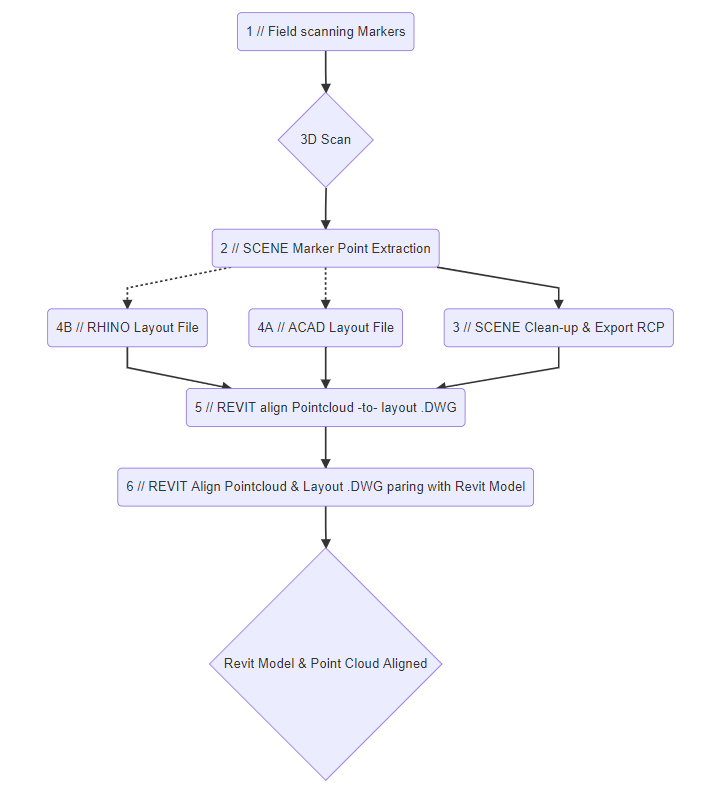 1 // Field scanning Markers
3D Scan
2 // SCENE Marker Point Extraction
4B // RHINO Layout File
4A // ACAD Layout File
3 // SCENE Clean-up & Export RCP
5 // REVIT align Pointcloud -to- layout .DWG
6 // REVIT Align Pointcloud & Layout .DWG paring with Revit Model
Revit Model & Point Cloud Aligned